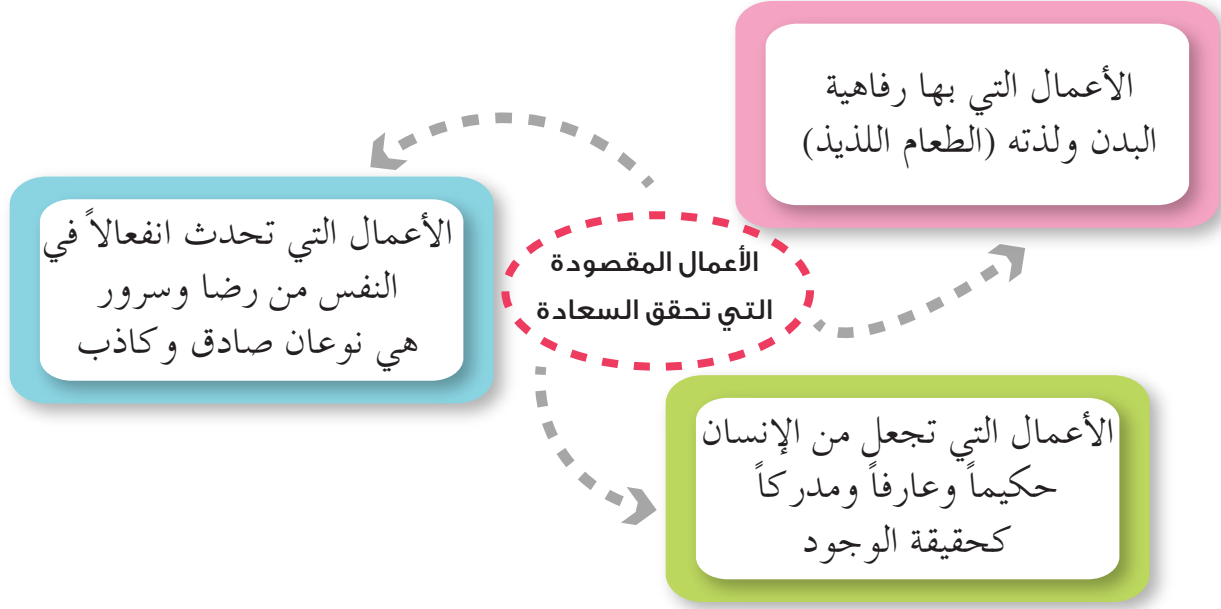 الأعمال التي بها رفاهية
البدن ولذته (الطعام اللذيذ)
الأعمال المقصودة
التي تحقق السعادة
الأعمال التي تحدث انفعالاً في
النفس من رضا وسرور
هي نوعان صادق وكاذب
الأعمال التي تجعل من الإنسان
حكيماً وعارفاً ومدركاً
كحقيقة الوجود